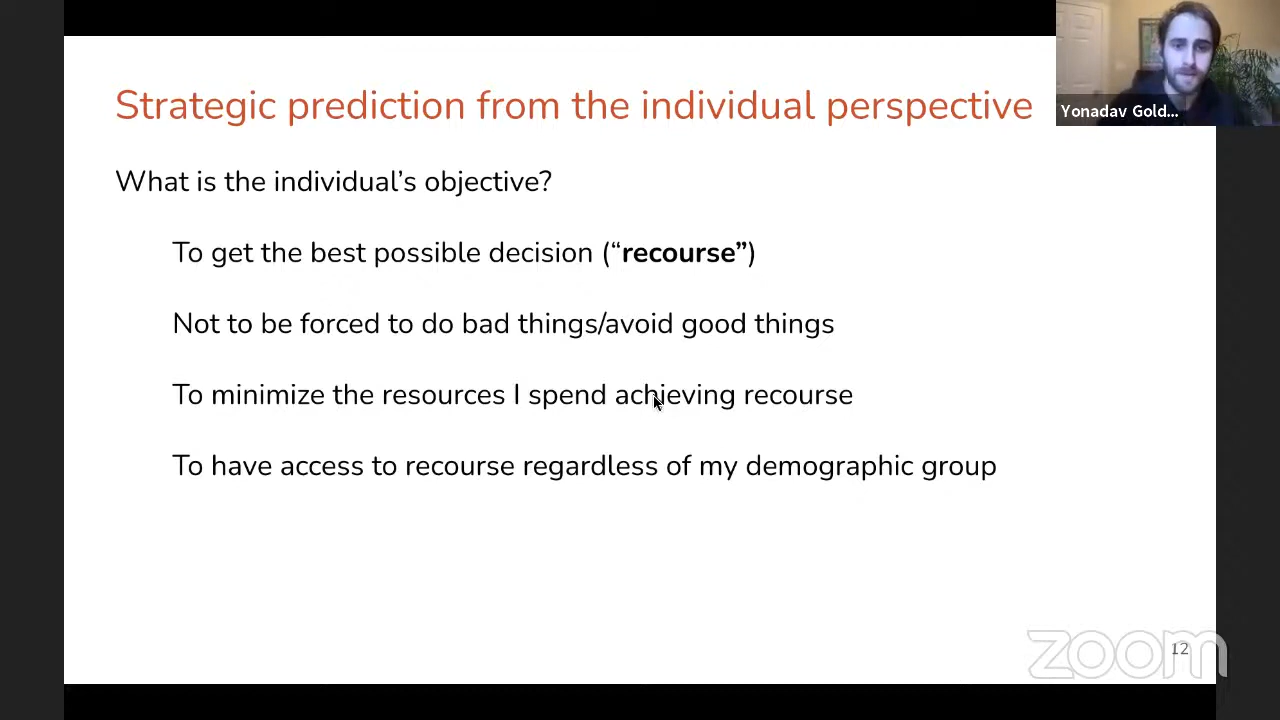 Strategic prediction from the individual perspective
Yonadav Gold...
What is the individual’s objective?
To get the best possible decision (“recourse”)
Not to be forced to do bad things/avoid good things
To minimize the resources I spend achieving recourse
To have access to recourse regardless of my demographic group
zoom
12